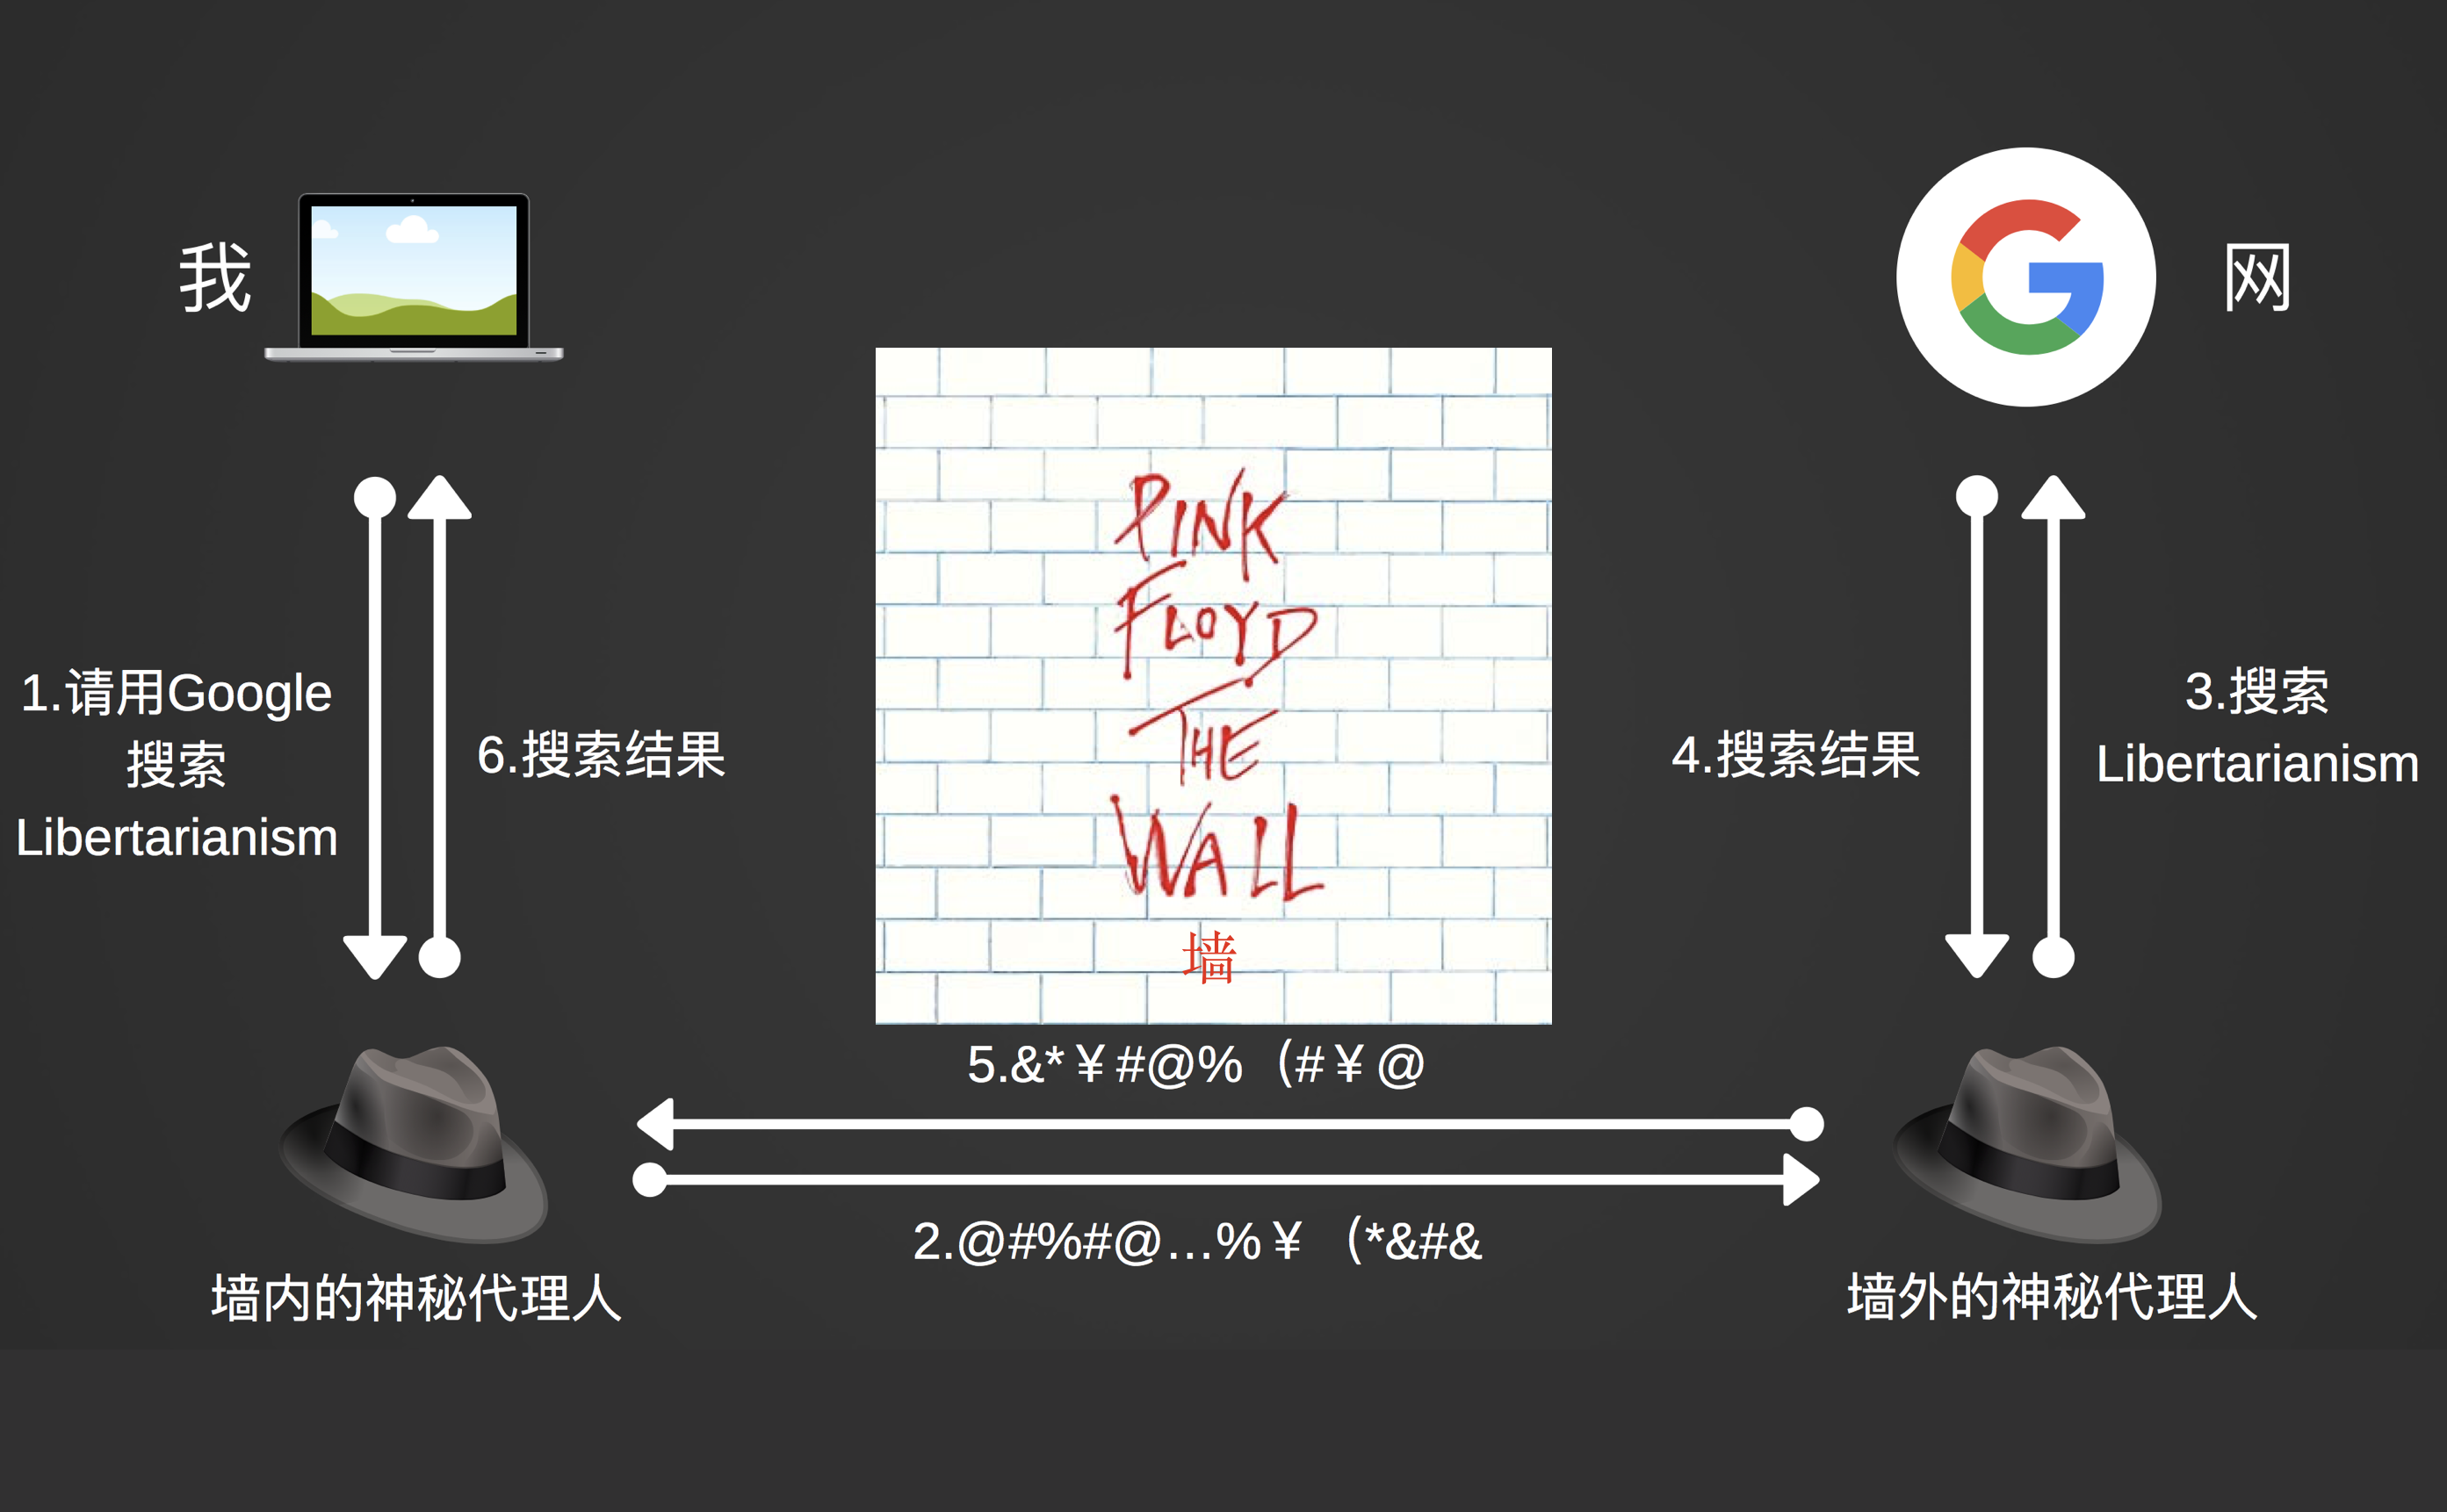 我
网
PINK
FLOYD
THE
WALL
墙
1.请用Google
搜索
Libertarianism
6.搜索结果
4.搜索结果
3.搜索
Libertarianism
5.&*￥#@%（#￥@
2.@#%#@…%￥（*&#&
墙内的神秘代理人
墙外的神秘代理人